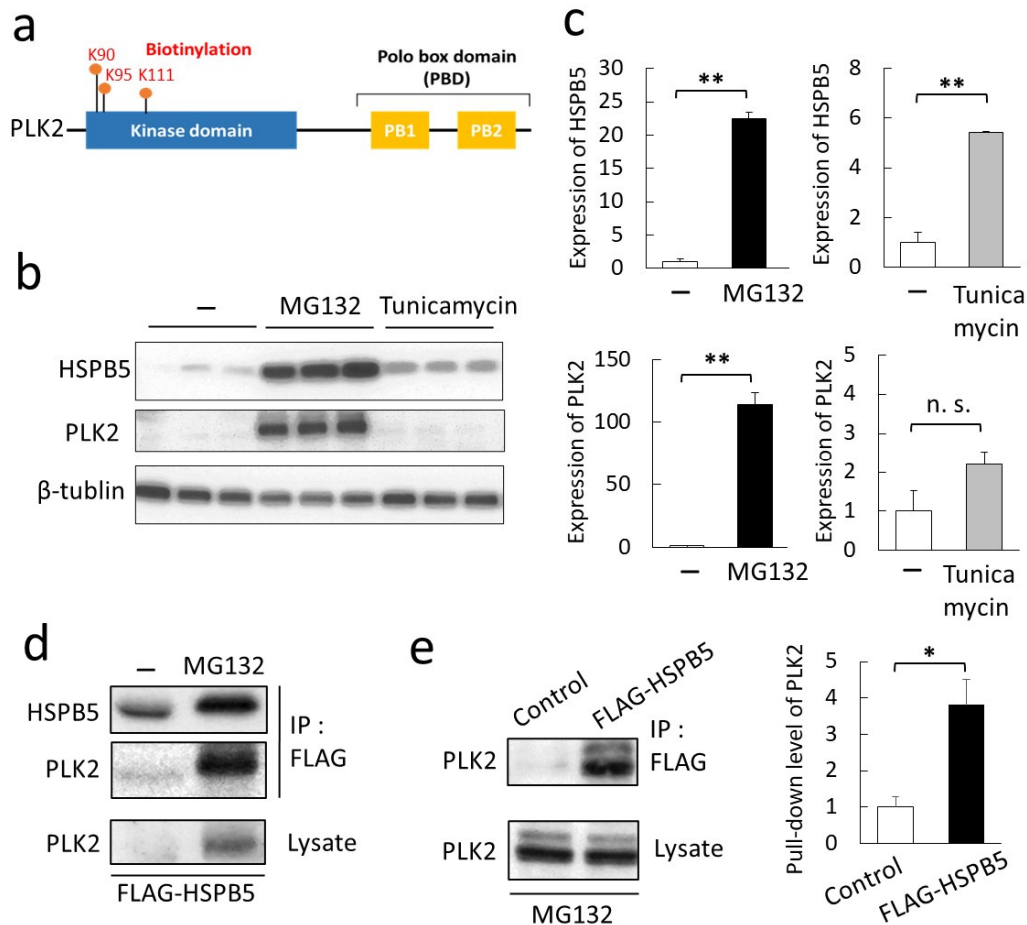 a
K90
Biotinylation
K95
K111
Polo box domain
(PBD)
PLK2
Kinase domain
PB1
PB2
b
–
MG132
Tunicamycin
HSPB5
PLK2
β-tublin
c
Expression of HSPB5
30
25
20
15
10
5
0
**
–
MG132
Expression of HSPB5
8
6
4
2
0
**
–
Tunica
mycin
Expression of PLK2
150
100
50
0
**
–
MG132
Expression of PLK2
5
4
3
2
1
0
n. s.
–
Tunica
mycin
d
–
MG132
HSPB5
PLK2
IP :
FLAG
PLK2
Lysate
FLAG-HSPB5
e
Control
FLAG-HSPB5
PLK2
IP :
FLAG
PLK2
Lysate
MG132
Pull-down level of PLK2
5
4
3
2
1
0
*
Control
FLAG-HSPB5